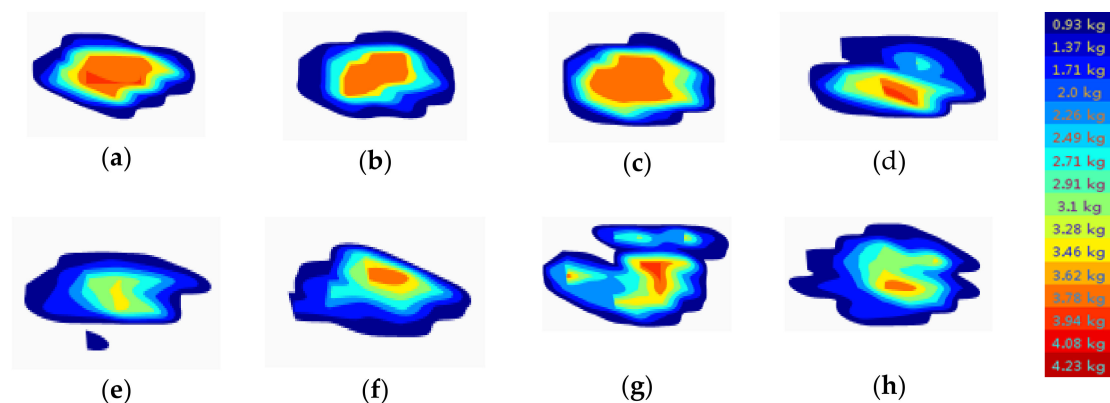 (a) (b) (c) (d)
(e) (f) (g) (h)
0.93 kg
1.37 kg
1.71 kg
2.0 kg
2.26 kg
2.49 kg
2.71 kg
2.91 kg
3.1 kg
3.28 kg
3.46 kg
3.62 kg
3.78 kg
3.94 kg
4.08 kg
4.23 kg